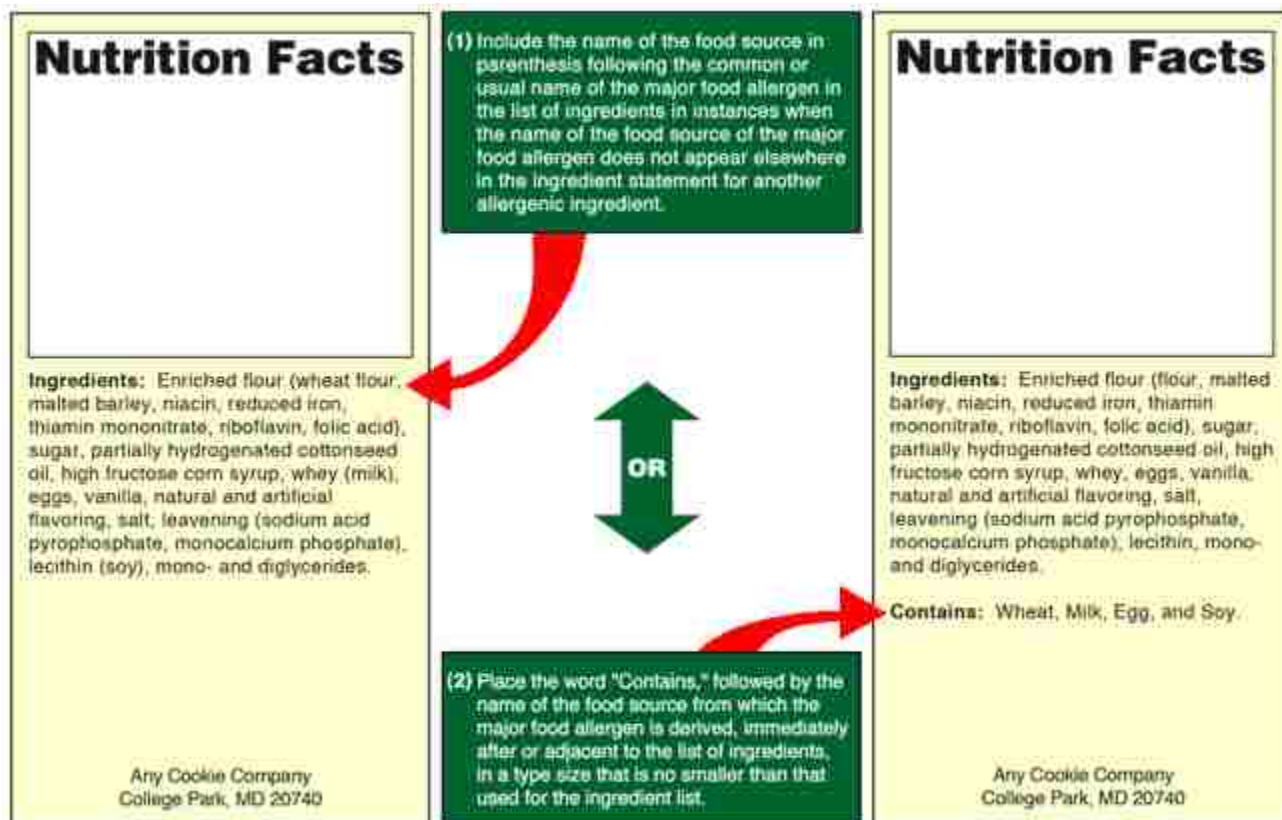 Nutrition Facts
Ingredients: Enriched flour (wheat flour,
malted barley, niacin, reduced iron,
thiamin mononitrate, riboflavin, folic acid),
sugar, partially hydrogenated cottonseed
oil, high fructose corn syrup, whey (milk),
eggs, vanilla, natural and artificial
flavoring, salt, leavening (sodium acid
pyrophosphate, monocalcium phosphate),
lecithin (soy), mono- and diglycerides.
Any Cookie Company
College Park, MD 20740
(1) Include the name of the food source in
parenthesis following the common or
usual name of the major food allergen in
the list of ingredients in instances when
the name of the food source of the major
food allergen does not appear elsewhere
in the ingredient statement for another
allergenic ingredient.
OR
(2) Place the word "Contains," followed by the
name of the food source from which the
major food allergen is derived, immediately
after or adjacent to the list of ingredients,
in a type size that is no smaller than that
used for the ingredient list.
Nutrition Facts
Ingredients: Enriched flour (flour, malted
barley, niacin, reduced iron, thiamin
mononitrate, riboflavin, folic acid), sugar,
partially hydrogenated cottonseed oil, high
fructose corn syrup, whey, eggs, vanilla,
natural and artificial flavoring, salt,
leavening (sodium acid pyrophosphate,
monocalcium phosphate), lecithin, mono-
and diglycerides.
Contains: Wheat, Milk, Egg, and Soy.
Any Cookie Company
College Park, MD 20740